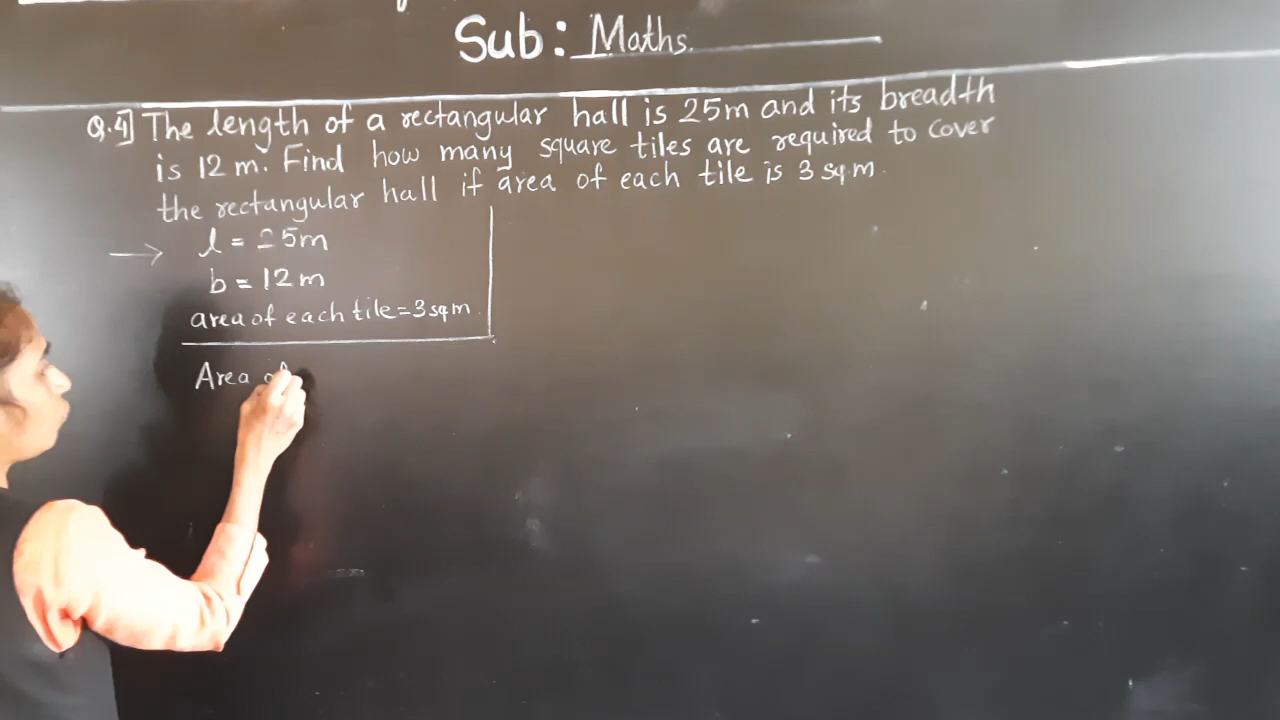 Sub: Maths.
Q.4] The length of a rectangular hall is 25m and its breadth
is 12 m. Find how many square tiles are required to cover
the rectangular hall if area of each tile is 3 sq m.
→ l = 25m
b = 12 m
area of each tile = 3 sq m.
Area of